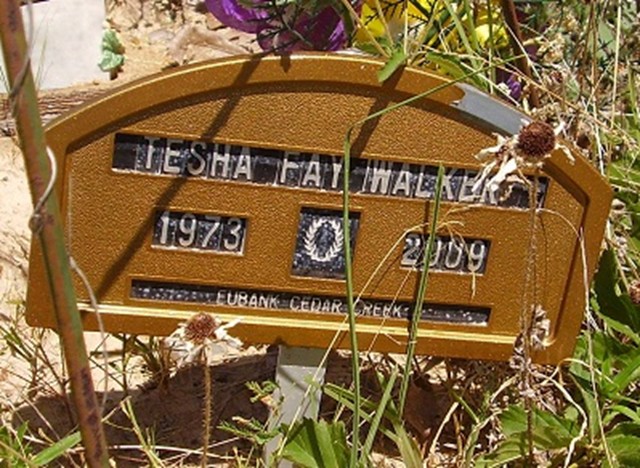 TESHA FAY WALKER
1973 2009
EUBANK CEDAR CREEK